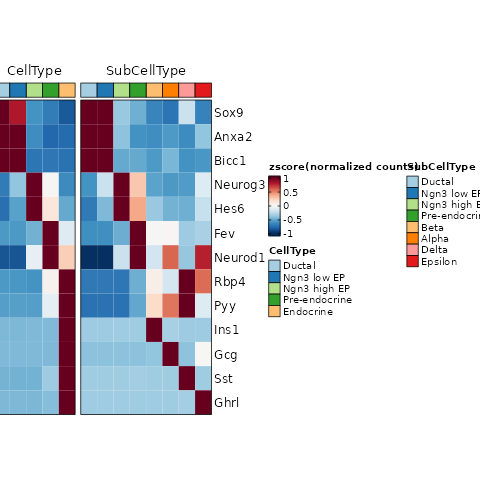 CellType
SubCellType
Sox9
Anxa2
Bicc1
Neurog3
Hes6
Fev
Neurod1
Rbp4
Pyy
Ins1
Gcg
Sst
Ghrl
zscore(normalized counts)
1
0.5
0
-0.5
-1
CellType
Ductal
Ngn3 low EP
Ngn3 high EP
Pre-endocrine
Endocrine
SubCellType
Ductal
Ngn3 low EP
Ngn3 high E
Pre-endocrin
Beta
Alpha
Delta
Epsilon